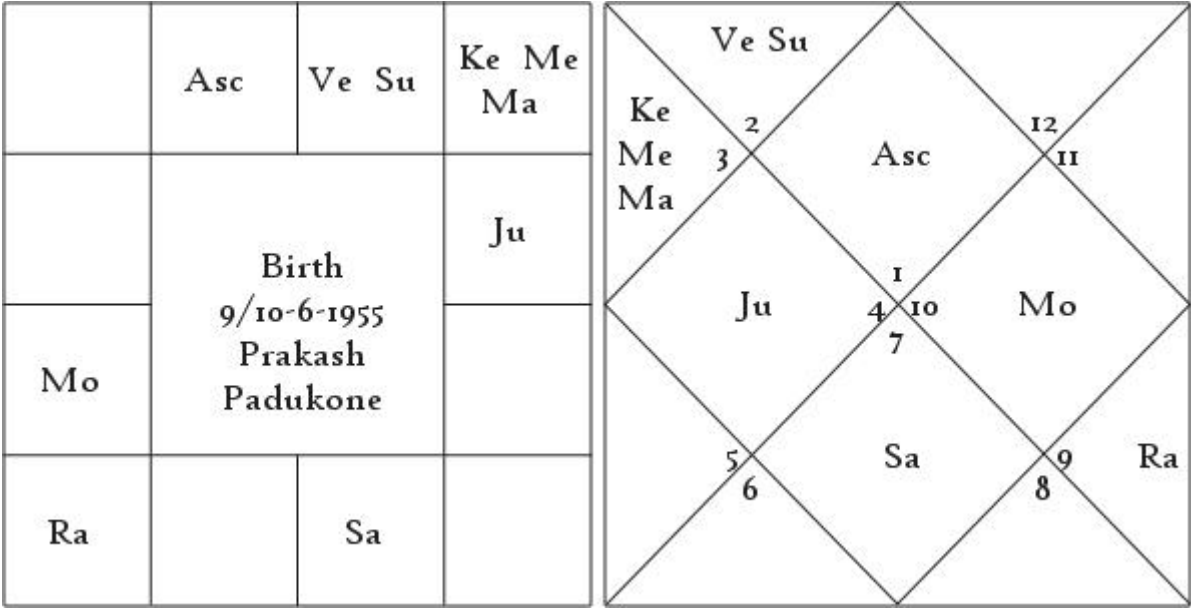 Asc
Ve Su
Ke Me
Ma
Ju
Birth
9/10-6-1955
Prakash
Padukone
Mo
Ra
Sa
Ve Su
Ke
Me
Ma
2
3
Asc
12
11
1
Ju
4
10
Mo
7
5
6
Sa
9
8
Ra